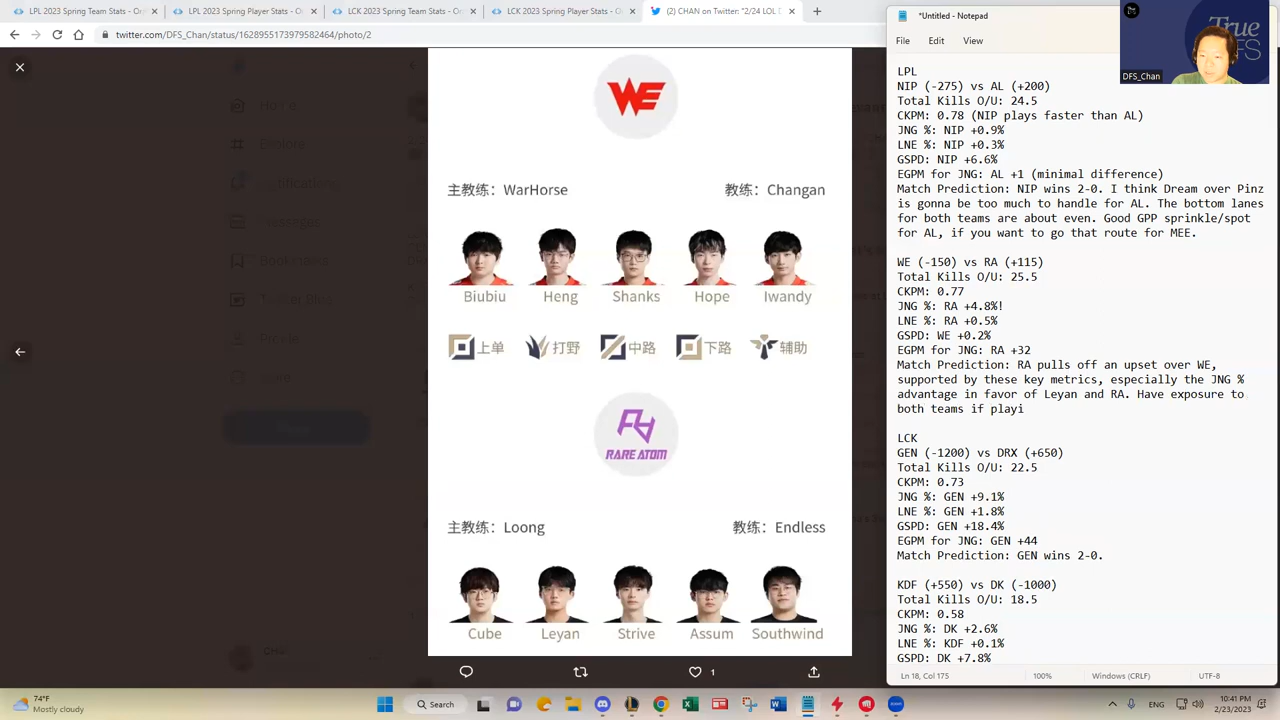 LPL 2023 Spring Team Stats - Or
LPL 2023 Spring Player Stats - O
LCK 2023 Spring Team Stats - O
LCK 2023 Spring Player Stats - O
(2) CHAN on Twitter: "2/24 LOL
twitter.com/DFS_Chan/status/1628955173979582464/photo/2
WE
主教练：WarHorse
教练：Changan
Biubiu
Heng
Shanks
Hope
Iwandy
上单
打野
中路
下路
辅助
RARE ATOM
主教练：Loong
教练：Endless
Cube
Leyan
Strive
Assum
Southwind
1
Explore
Notifications
Messages
Bookmarks
Twitter Blue
Profile
*Untitled - Notepad
File
Edit
View
True
DFS_Chan
LPL
NIP (-275) vs AL (+200)
Total Kills O/U: 24.5
CKPM: 0.78 (NIP plays faster than AL)
JNG %: NIP +0.9%
LNE %: NIP +0.3%
GSPD: NIP +6.6%
EGPM for JNG: AL +1 (minimal difference)
Match Prediction: NIP wins 2-0. I think Dream over Pinz
is gonna be too much to handle for AL. The bottom lanes
for both teams are about even. Good GPP sprinkle/spot
for AL, if you want to go that route for MEE.
WE (-150) vs RA (+115)
Total Kills O/U: 25.5
CKPM: 0.77
JNG %: RA +4.8%!
LNE %: RA +0.5%
GSPD: WE +0.2%
EGPM for JNG: RA +32
Match Prediction: RA pulls off an upset over WE,
supported by these key metrics, especially the JNG %
advantage in favor of Leyan and RA. Have exposure to
both teams if playi
LCK
GEN (-1200) vs DRX (+650)
Total Kills O/U: 22.5
CKPM: 0.73
JNG %: GEN +9.1%
LNE %: GEN +1.8%
GSPD: GEN +18.4%
EGPM for JNG: GEN +44
Match Prediction: GEN wins 2-0.
KDF (+550) vs DK (-1000)
Total Kills O/U: 18.5
CKPM: 0.58
JNG %: DK +2.6%
LNE %: KDF +0.1%
GSPD: DK +7.8%
Ln 18, Col 175
100%
Windows (CRLF)
UTF-8
74°F
Mostly cloudy
Search
ENG
10:41 PM
2/23/2023